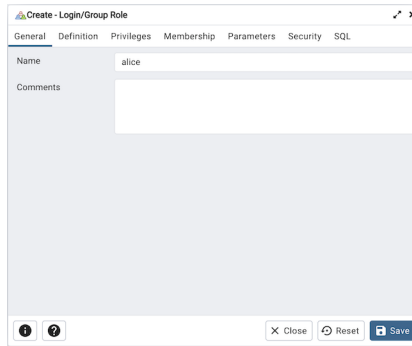 Create - Login/Group Role
General Definition Privileges Membership Parameters Security SQL
Name alice
Comments
Close Reset Save